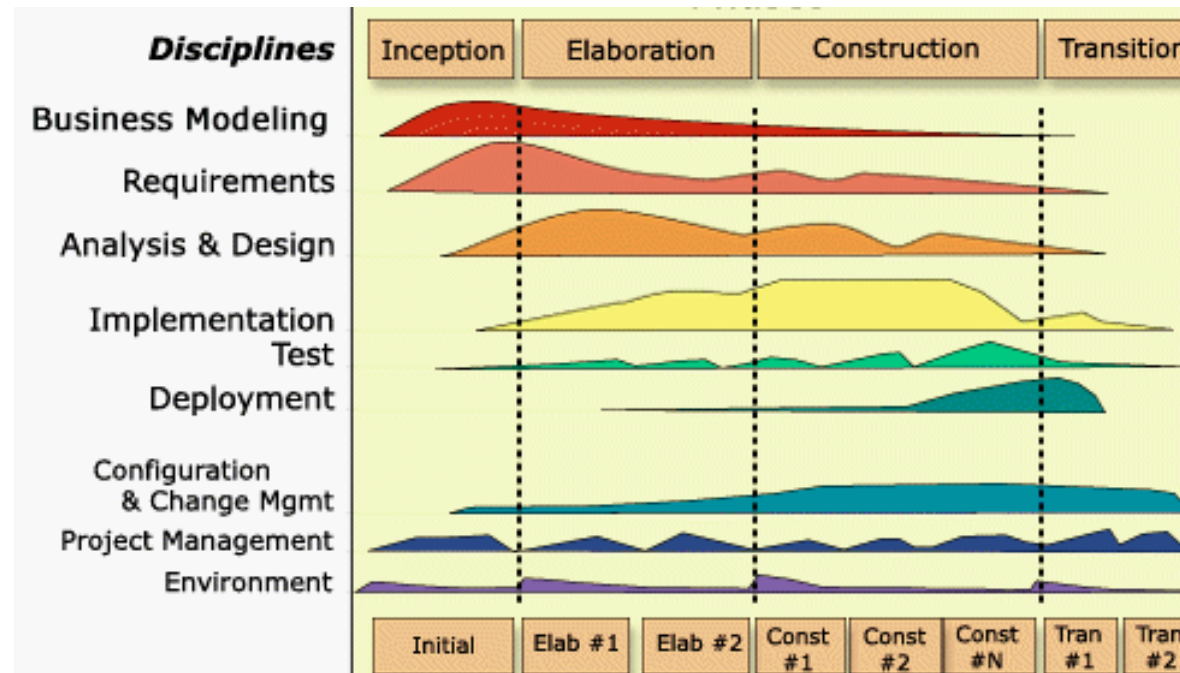 Disciplines
Inception
Elaboration
Construction
Transition
Business Modeling
Requirements
Analysis & Design
Implementation
Test
Deployment
Configuration
& Change Mgmt
Project Management
Environment
Initial
Elab #1
Elab #2
Const
#1
Const
#2
Const
#N
Tran
#1
Tran
#2